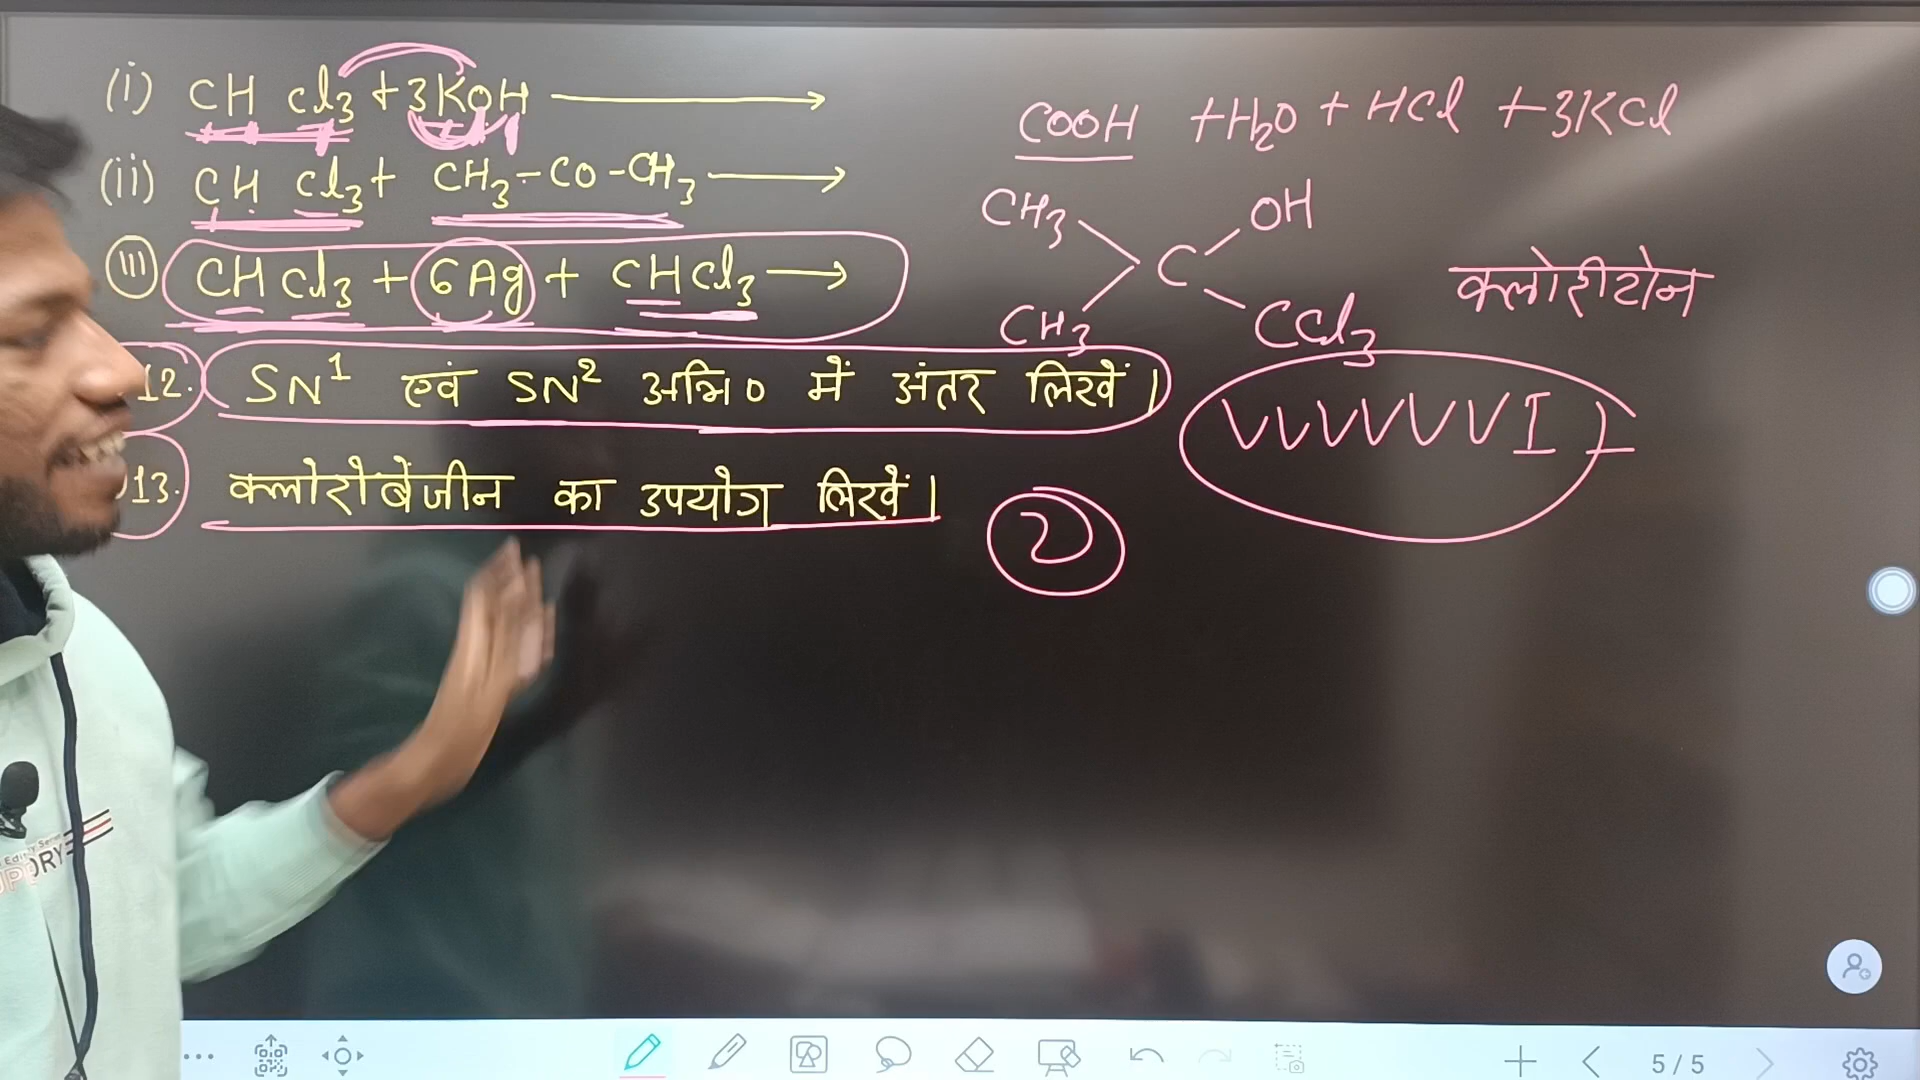 (i) CH Cl₃ + 3KOH ⟶ COOH + H₂O + HCl + 3KCl
(ii) CH Cl₃ + CH₃-CO-CH₃ ⟶
CH₃ OH
C
CH₃ CCl₃
क्लोरीटोन
(III) CH Cl₃ + 6Ag + CHCl₃ ⟶
12. SN¹ एवं SN² अभि० में अंतर लिखें।
VVVVVVI
13. क्लोरोबेंजीन का उपयोग लिखें।
2
5/5